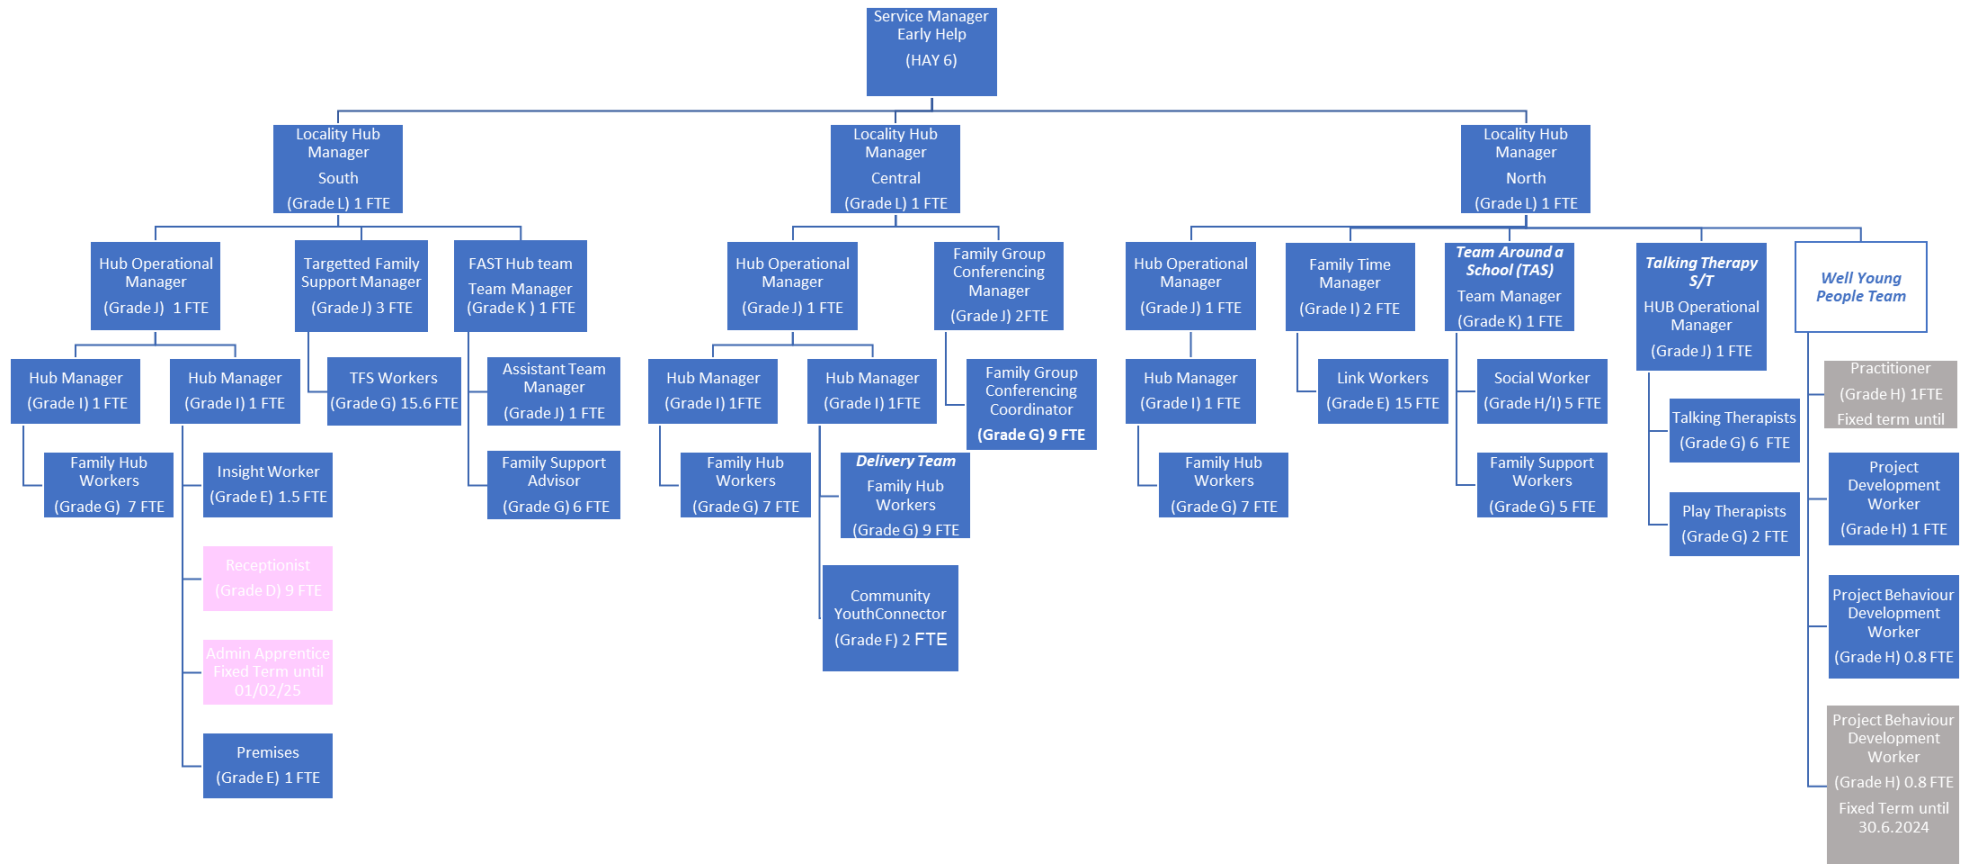 Service Manager
Early Help
(HAY 6)
Locality Hub
Manager
South
(Grade L) 1 FTE
Locality Hub
Manager
Central
(Grade L) 1 FTE
Locality Hub
Manager
North
(Grade L) 1 FTE
Hub Operational
Manager
(Grade J) 1 FTE
Targetted Family
Support Manager
(Grade J) 3 FTE
FAST Hub team
Team Manager
(Grade K ) 1 FTE
Hub Operational
Manager
(Grade J) 1 FTE
Family Group
Conferencing
Manager
(Grade J) 2FTE
Hub Operational
Manager
(Grade J) 1 FTE
Family Time
Manager
(Grade I) 2 FTE
Team Around a
School (TAS)
Team Manager
(Grade K) 1 FTE
Talking Therapy
S/T
HUB Operational
Manager
(Grade J) 1 FTE
Well Young
People Team
Hub Manager
(Grade I) 1 FTE
Hub Manager
(Grade I) 1 FTE
TFS Workers
(Grade G) 15.6 FTE
Assistant Team
Manager
(Grade J) 1 FTE
Hub Manager
(Grade I) 1FTE
Hub Manager
(Grade I) 1FTE
Family Group
Conferencing
Coordinator
(Grade G) 9 FTE
Hub Manager
(Grade I) 1 FTE
Link Workers
(Grade E) 15 FTE
Social Worker
(Grade H/I) 5 FTE
Talking Therapists
(Grade G) 6 FTE
Practitioner
(Grade H) 1FTE
Fixed term until
Family Hub
Workers
(Grade G) 7 FTE
Insight Worker
(Grade E) 1.5 FTE
Family Support
Advisor
(Grade G) 6 FTE
Family Hub
Workers
(Grade G) 7 FTE
Delivery Team
Family Hub
Workers
(Grade G) 9 FTE
Family Hub
Workers
(Grade G) 7 FTE
Family Support
Workers
(Grade G) 5 FTE
Play Therapists
(Grade G) 2 FTE
Project
Development
Worker
(Grade H) 1 FTE
Receptionist
(Grade D) 9 FTE
Community
YouthConnector
(Grade F) 2 FTE
Project Behaviour
Development
Worker
(Grade H) 0.8 FTE
Admin Apprentice
Fixed Term until
01/02/25
Premises
(Grade E) 1 FTE
Project Behaviour
Development
Worker
(Grade H) 0.8 FTE
Fixed Term until
30.6.2024